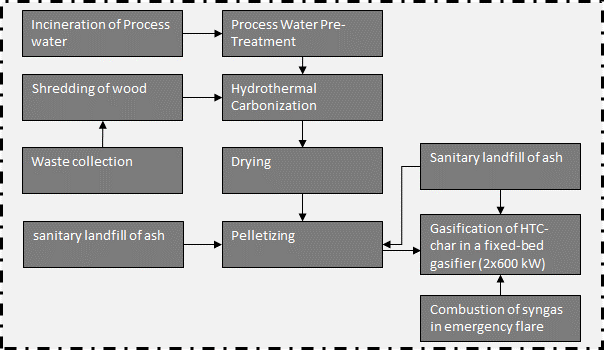 Incineration of Process
water
Process Water Pre-
Treatment
Shredding of wood
Hydrothermal
Carbonization
Waste collection
Drying
Sanitary landfill of ash
sanitary landfill of ash
Pelletizing
Gasification of HTC-
char in a fixed-bed
gasifier (2x600 kW)
Combustion of syngas
in emergency flare